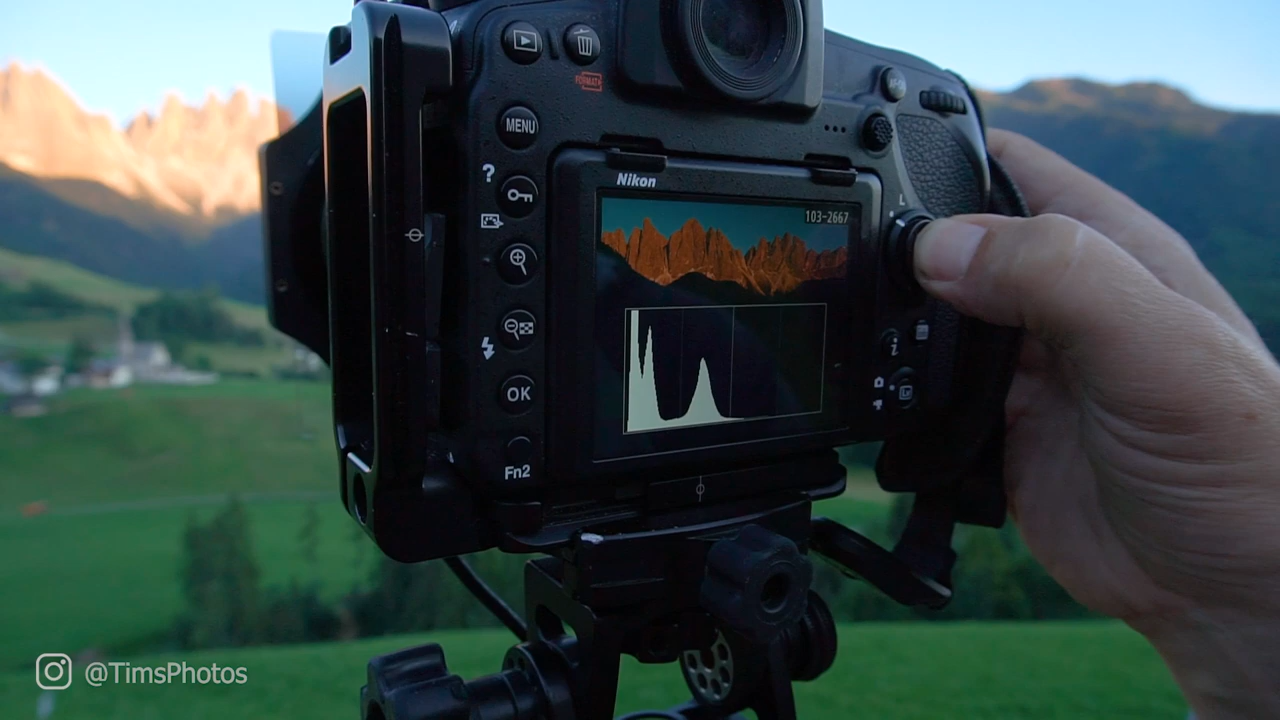 FORMAT
MENU
?
Nikon
103-2667
L
OK
i
Fn2
@TimsPhotos